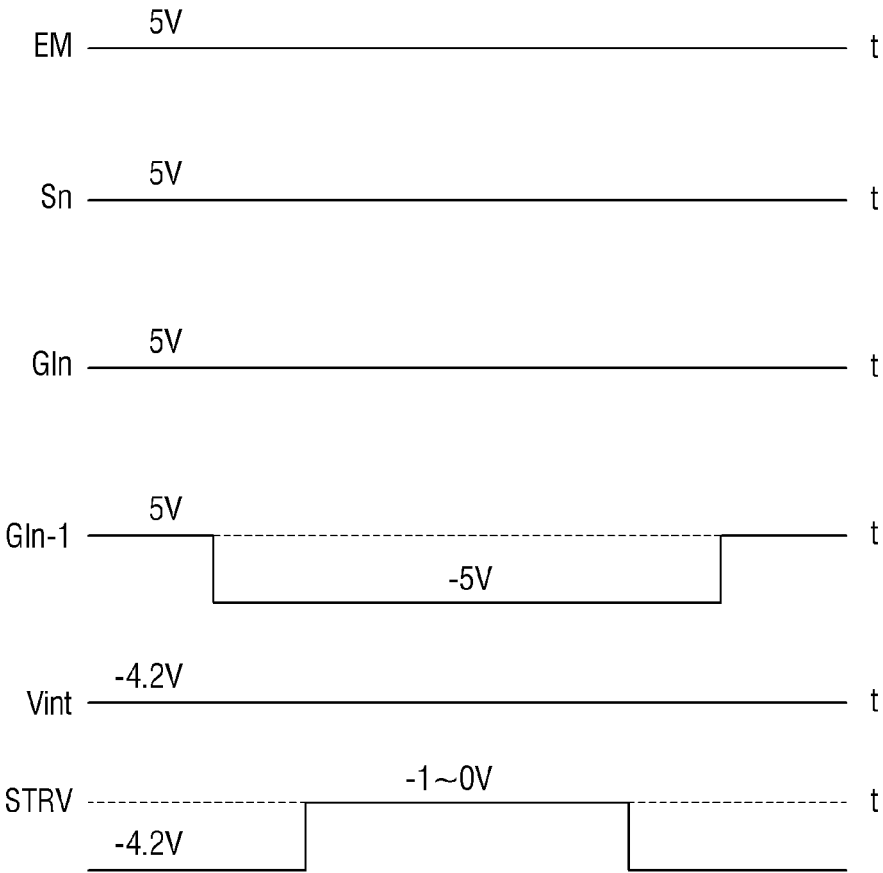 5V
EM t
5V
Sn t
5V
GIn t
5V
GIn-1 t
-5V
-4.2V
Vint t
-1~0V
STRV t
-4.2V